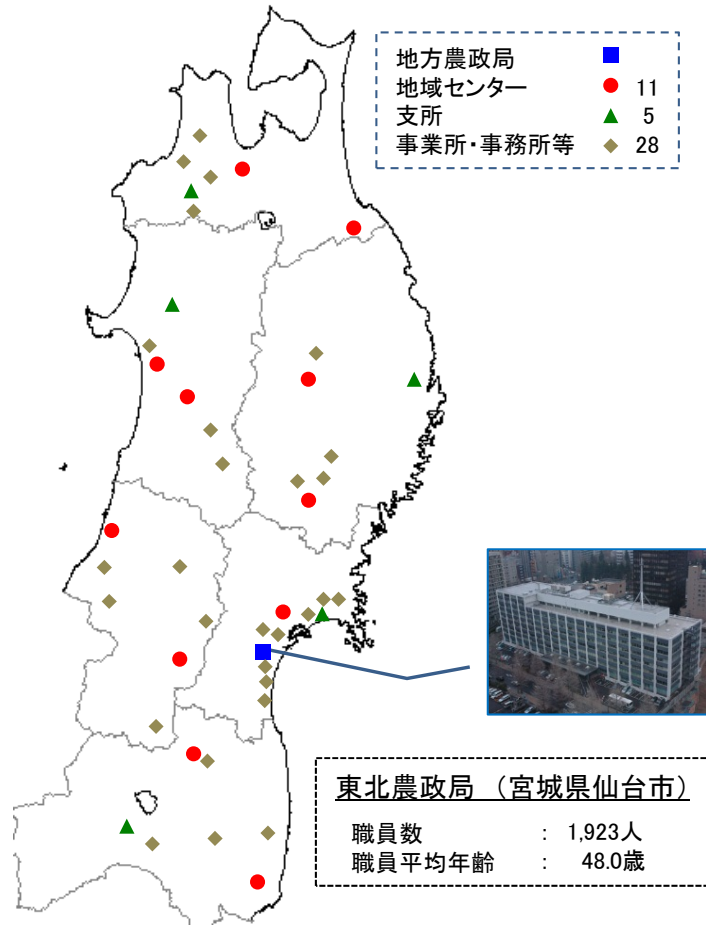 地方農政局
地域センター 11
支所 5
事業所・事務所等 28
東北農政局 (宮城県仙台市)
職員数 : 1,923人
職員平均年齢 : 48.0歳